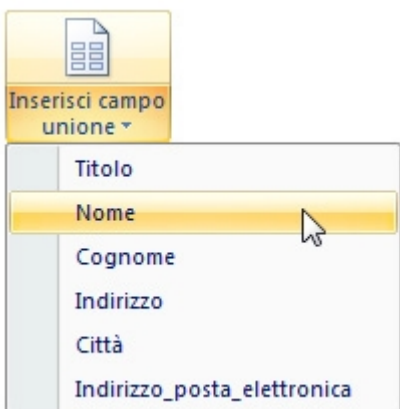 Inserisci campo
unione
Titolo
Nome
Cognome
Indirizzo
Città
Indirizzo_posta_elettronica